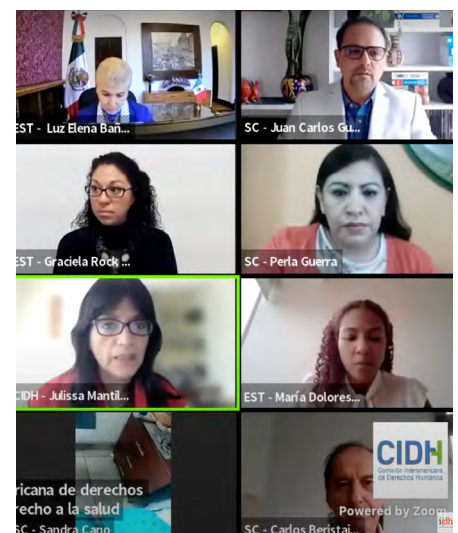 EST - Luz Elena Bañ...
SC - Juan Carlos Gu...
EST - Graciela Rock ...
SC - Perla Guerra
CIDH - Julissa Mantil...
EST - María Dolores...
ricana de derechos
recho a la salud
SC - Sandra Cano
CIDH
Comisión Interamericana
de Derechos Humanos
Powered by Zoom
SC - Carlos Beristai...